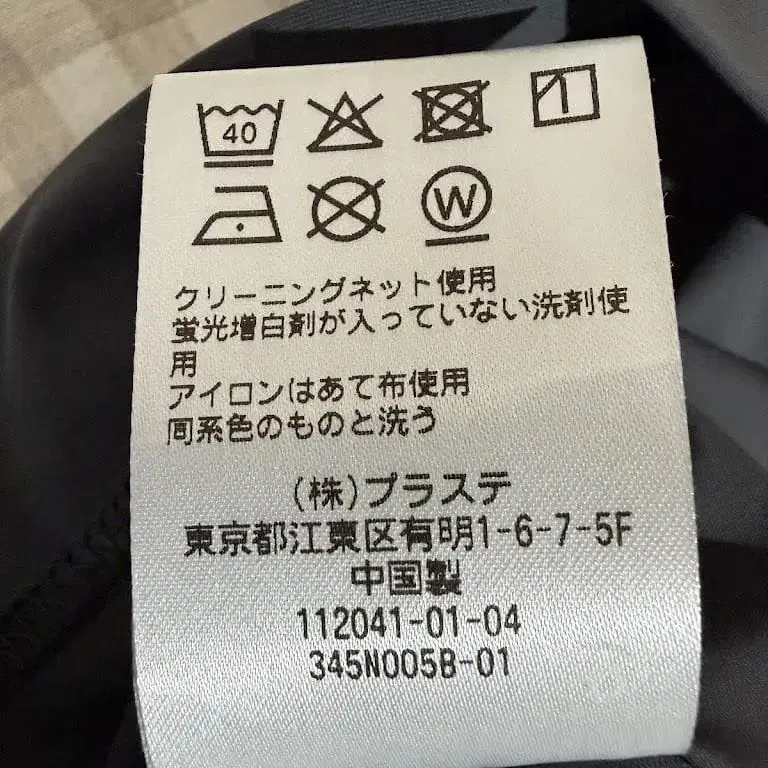 40
W
クリーニングネット使用
蛍光増白剤が入っていない洗剤使
用
アイロンはあて布使用
同系色のものと洗う
(株)プラステ
東京都江東区有明1-6-7-5F
中国製
112041-01-04
345N005B-01